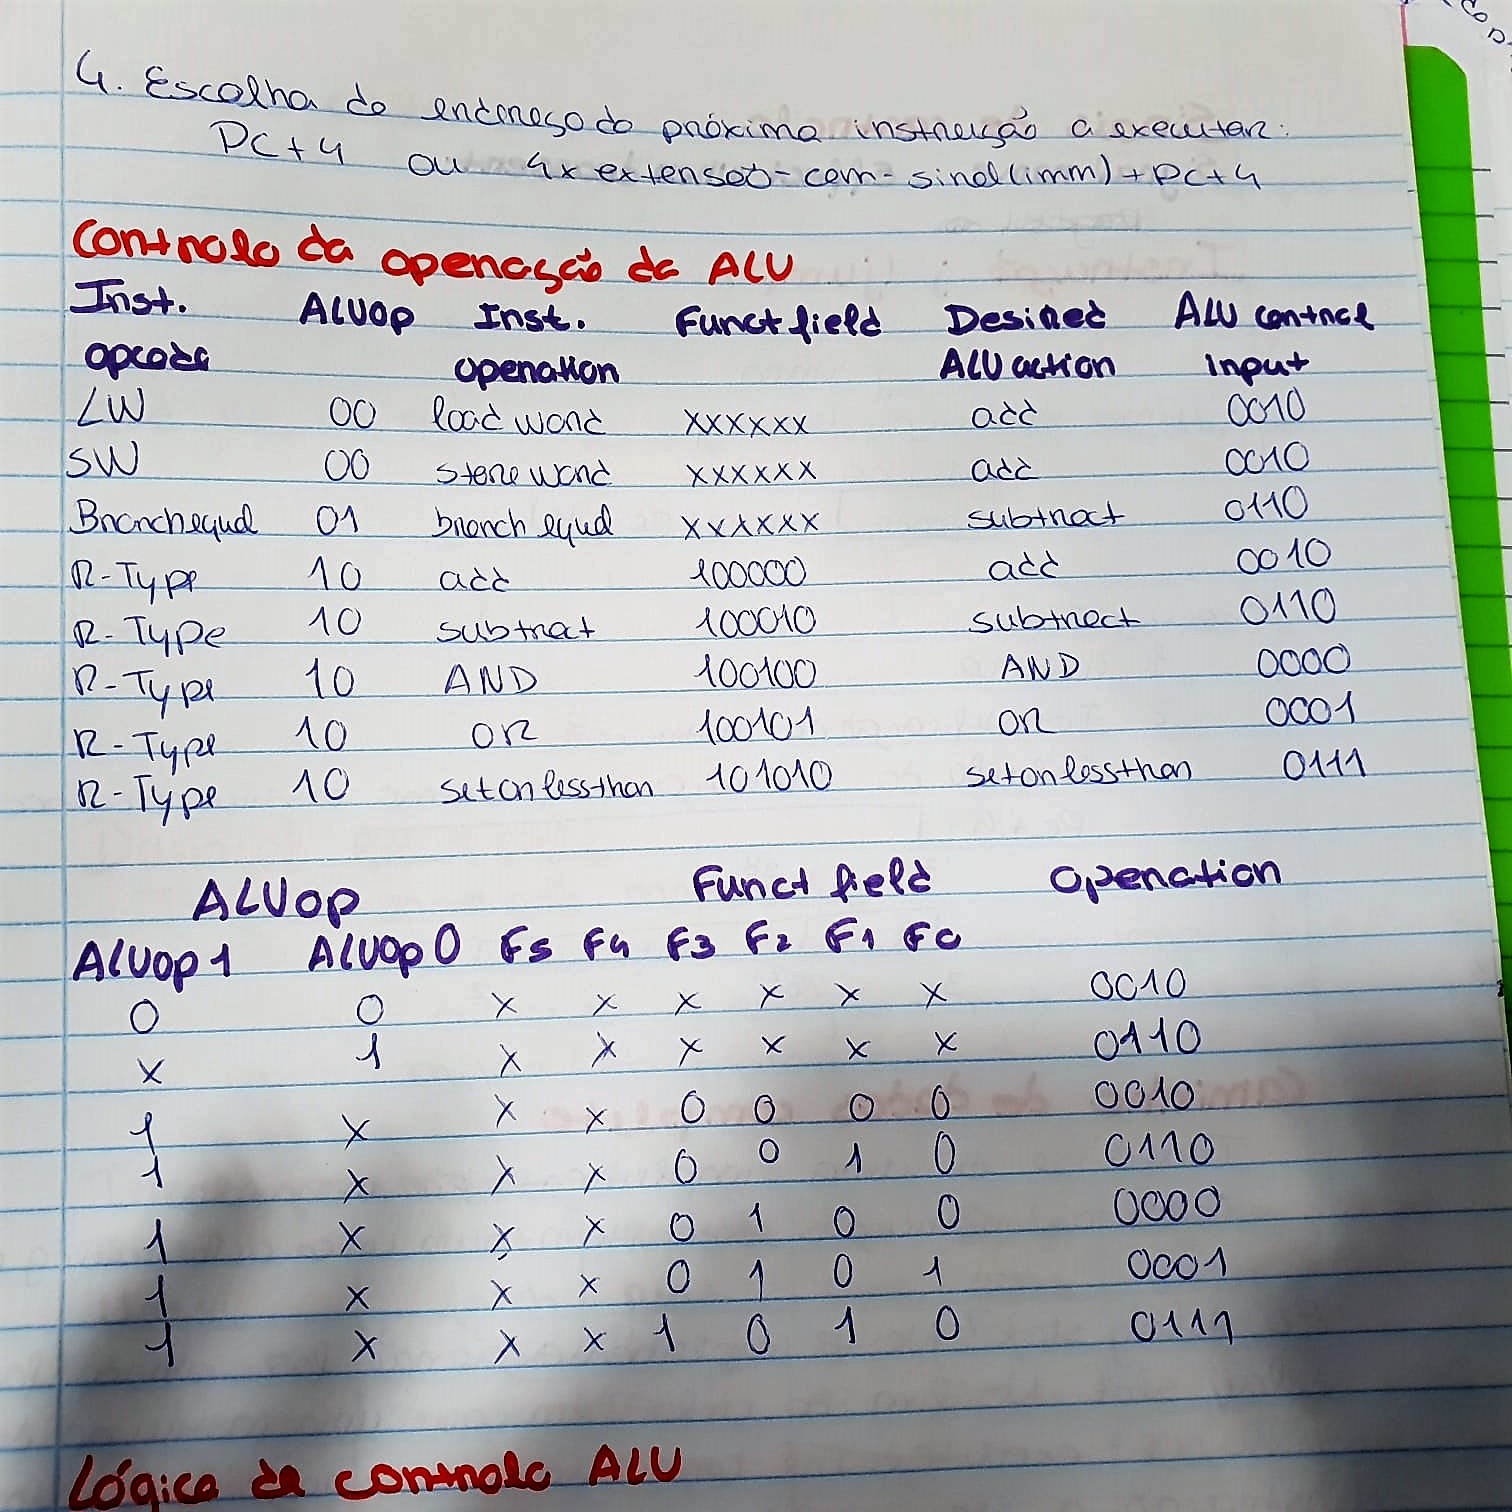 4. Escolha do endereço da próxima instrução a executar:
PC+4 ou 4x extensão-com-sinal(imm)+PC+4
Controlo da operação da ALU
Inst. ALUOp Inst. Funct field Desired ALU control
opcode operation ALU action input
LW 00 load word xxxxxx add 0010
SW 00 store word xxxxxx add 0010
Branch equal 01 branch equal xxxxxx subtract 0110
R-Type 10 add 100000 add 0010
R-Type 10 subtract 100010 subtract 0110
R-Type 10 AND 100100 AND 0000
R-Type 10 OR 100101 OR 0001
R-Type 10 set on less than 101010 set on less than 0111
ALUOp Funct field Operation
ALUOp1 ALUOp0 F5 F4 F3 F2 F1 F0
0 0 x x x x x x 0010
x 1 x x x x x x 0110
1 x x x 0 0 0 0 0010
1 x x x 0 0 1 0 0110
1 x x x 0 1 0 0 0000
1 x x x 0 1 0 1 0001
1 x x x 1 0 1 0 0111
Lógica de controlo ALU